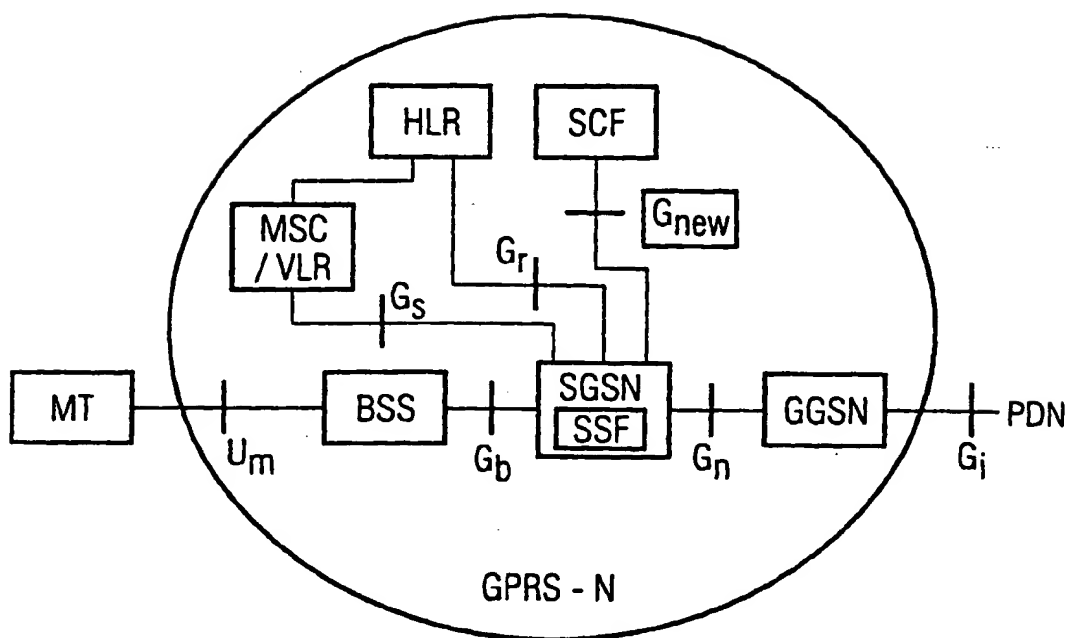 HLR
SCF
MSC
/ VLR
Gnew
Gr
Gs
MT
BSS
SGSN
SSF
GGSN
PDN
Um
Gb
Gn
Gi
GPRS - N